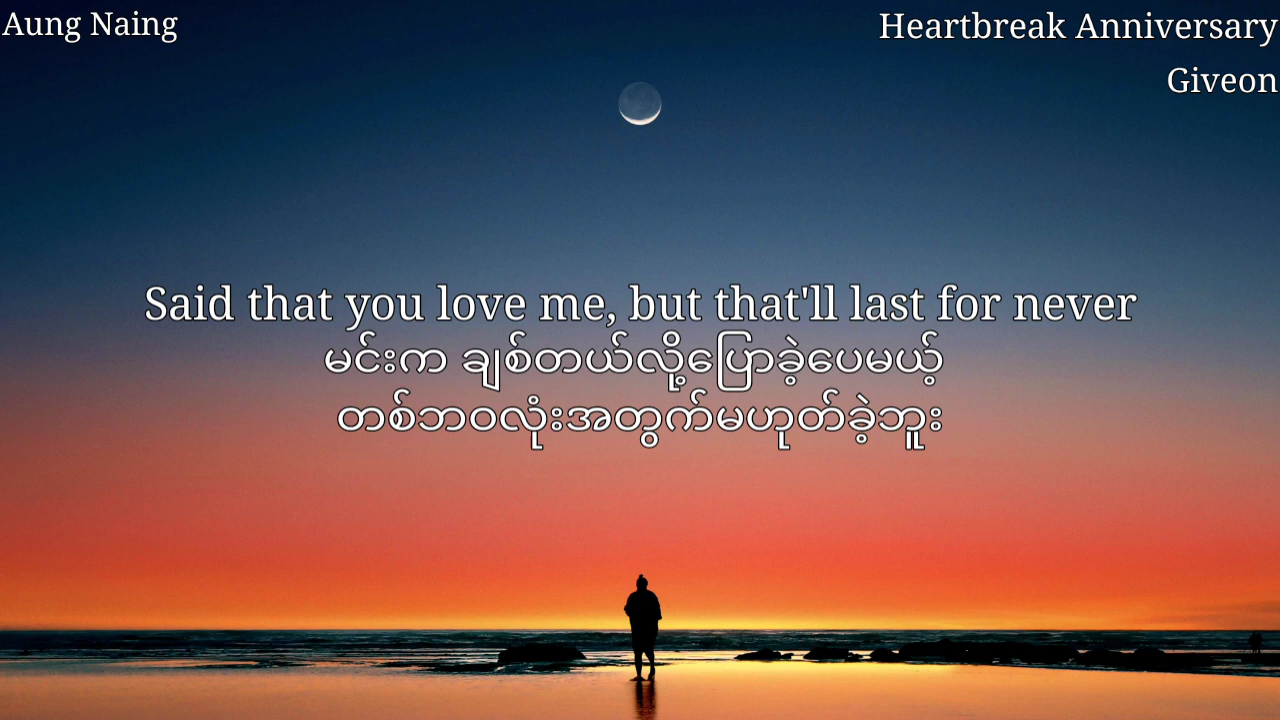 Aung Naing
Heartbreak Anniversary
Giveon
Said that you love me, but that'll last for never
မင်းက ချစ်တယ်လို့ပြောခဲ့ပေမယ့်
တစ်ဘဝလုံးအတွက်မဟုတ်ခဲ့ဘူး